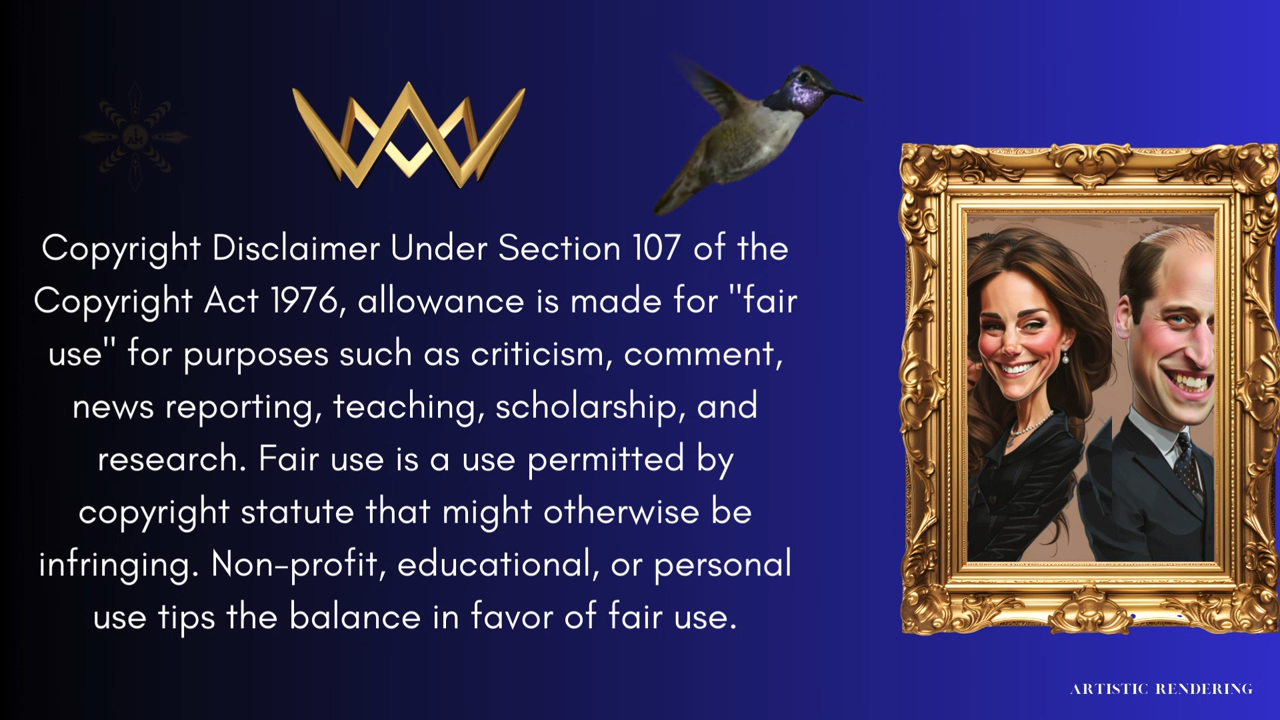 Copyright Disclaimer Under Section 107 of the
Copyright Act 1976, allowance is made for "fair
use" for purposes such as criticism, comment,
news reporting, teaching, scholarship, and
research. Fair use is a use permitted by
copyright statute that might otherwise be
infringing. Non-profit, educational, or personal
use tips the balance in favor of fair use.
ARTISTIC RENDERING